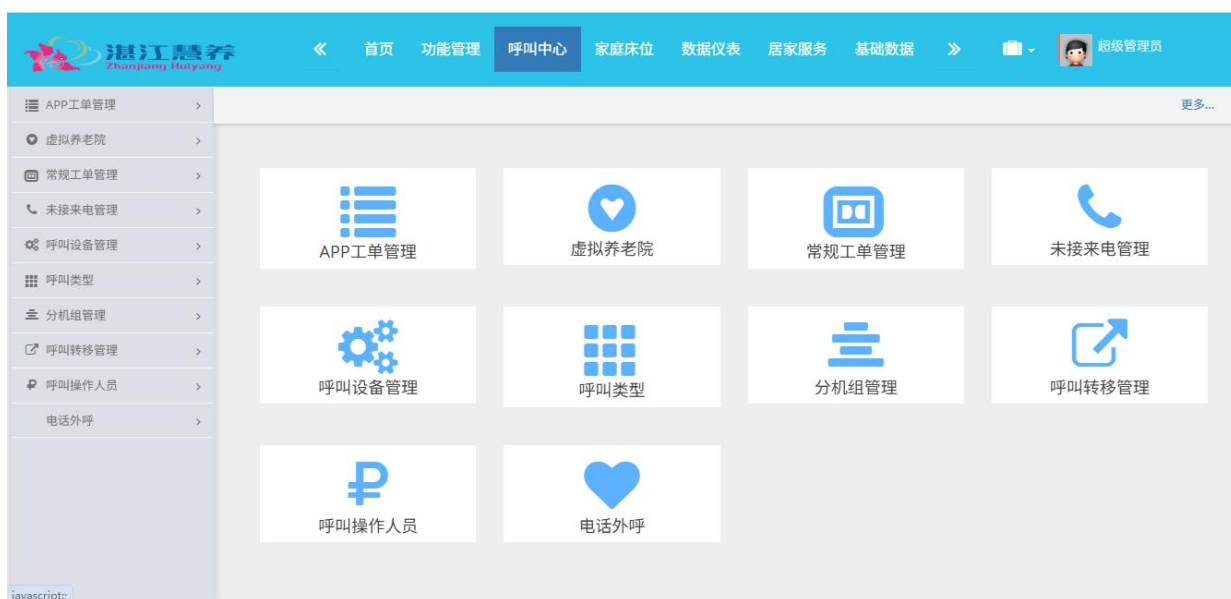 湛江慧养
Zhanjiang Huiyang
首页 功能管理 呼叫中心 家庭床位 数据仪表 居家服务 基础数据
超级管理员
更多...
APP工单管理
虚拟养老院
常规工单管理
未接来电管理
呼叫设备管理
呼叫类型
分机组管理
呼叫转移管理
呼叫操作人员
电话外呼
APP工单管理 虚拟养老院 常规工单管理 未接来电管理
呼叫设备管理 呼叫类型 分机组管理 呼叫转移管理
呼叫操作人员 电话外呼
javascript:;